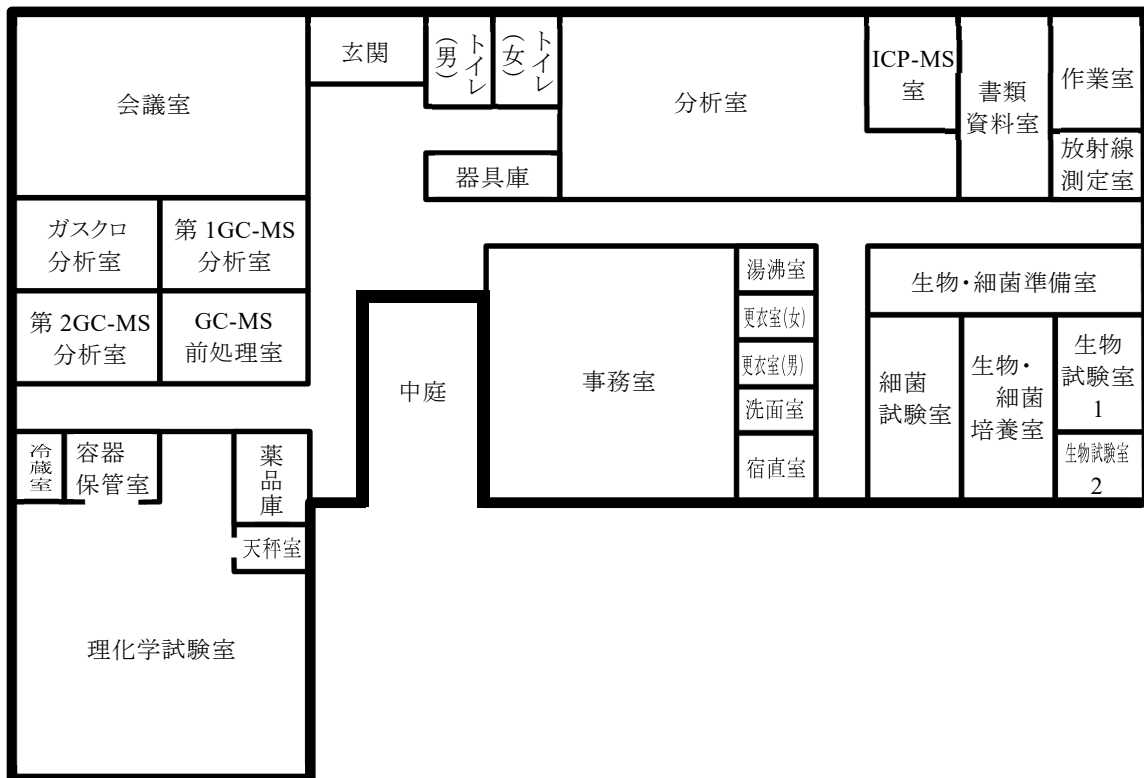 会議室
玄関
トイレ
(男)
トイレ
(女)
分析室
ICP-MS
室
書類
資料室
作業室
放射線
測定室
器具庫
ガスクロ
分析室
第1GC-MS
分析室
第2GC-MS
分析室
GC-MS
前処理室
中庭
事務室
湯沸室
更衣室(女)
更衣室(男)
洗面室
宿直室
生物・細菌準備室
細菌
試験室
生物・
細菌
培養室
生物
試験室
1
生物試験室
2
冷蔵室
容器
保管室
薬品庫
天秤室
理化学試験室